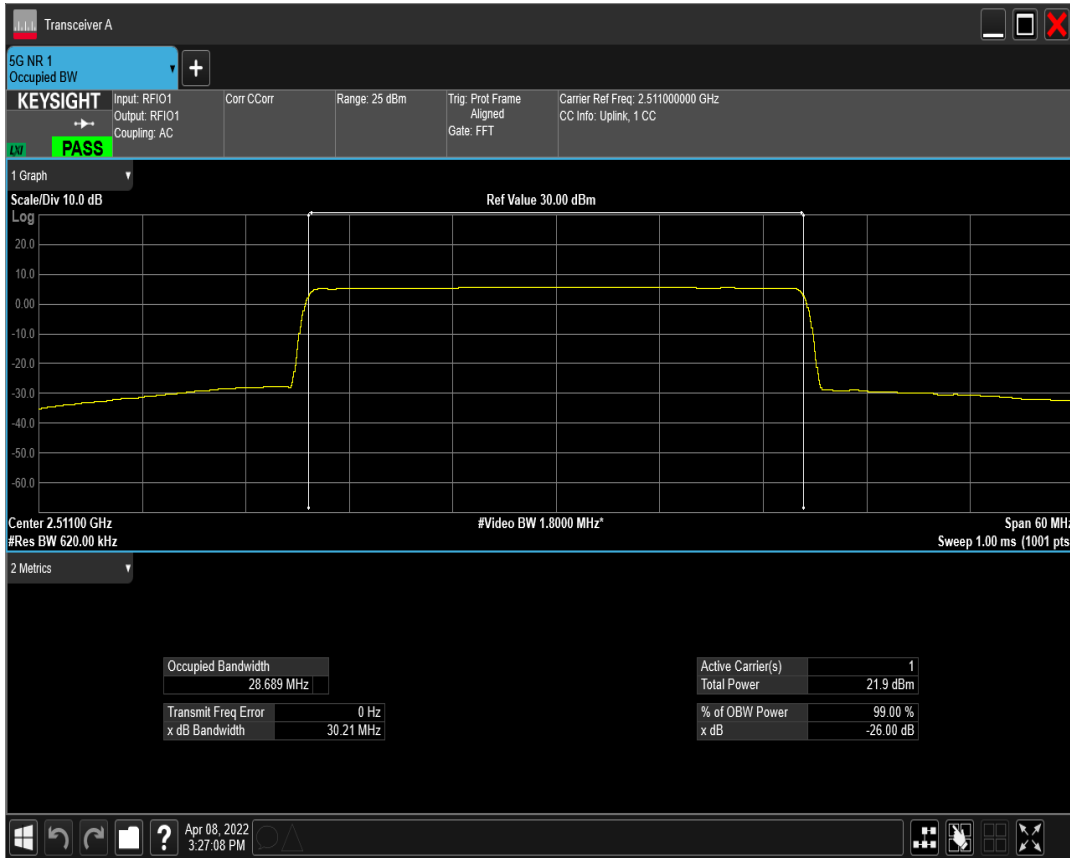 Transceiver A
5G NR 1
Occupied BW
KEYSIGHT
LXI
PASS
Input: RFIO1
Output: RFIO1
Coupling: AC
Corr CCorr
Range: 25 dBm
Trig: Prot Frame
Aligned
Gate: FFT
Carrier Ref Freq: 2.511000000 GHz
CC Info: Uplink, 1 CC
1 Graph
Scale/Div 10.0 dB
Ref Value 30.00 dBm
Log
20.0
10.0
0.00
-10.0
-20.0
-30.0
-40.0
-50.0
-60.0
Center 2.51100 GHz
#Video BW 1.8000 MHz*
Span 60 MHz
#Res BW 620.00 kHz
Sweep 1.00 ms (1001 pts
2 Metrics
Occupied Bandwidth
28.689 MHz
Transmit Freq Error 0 Hz
x dB Bandwidth 30.21 MHz
Active Carrier(s) 1
Total Power 21.9 dBm
% of OBW Power 99.00 %
x dB -26.00 dB
?
Apr 08, 2022
3:27:08 PM